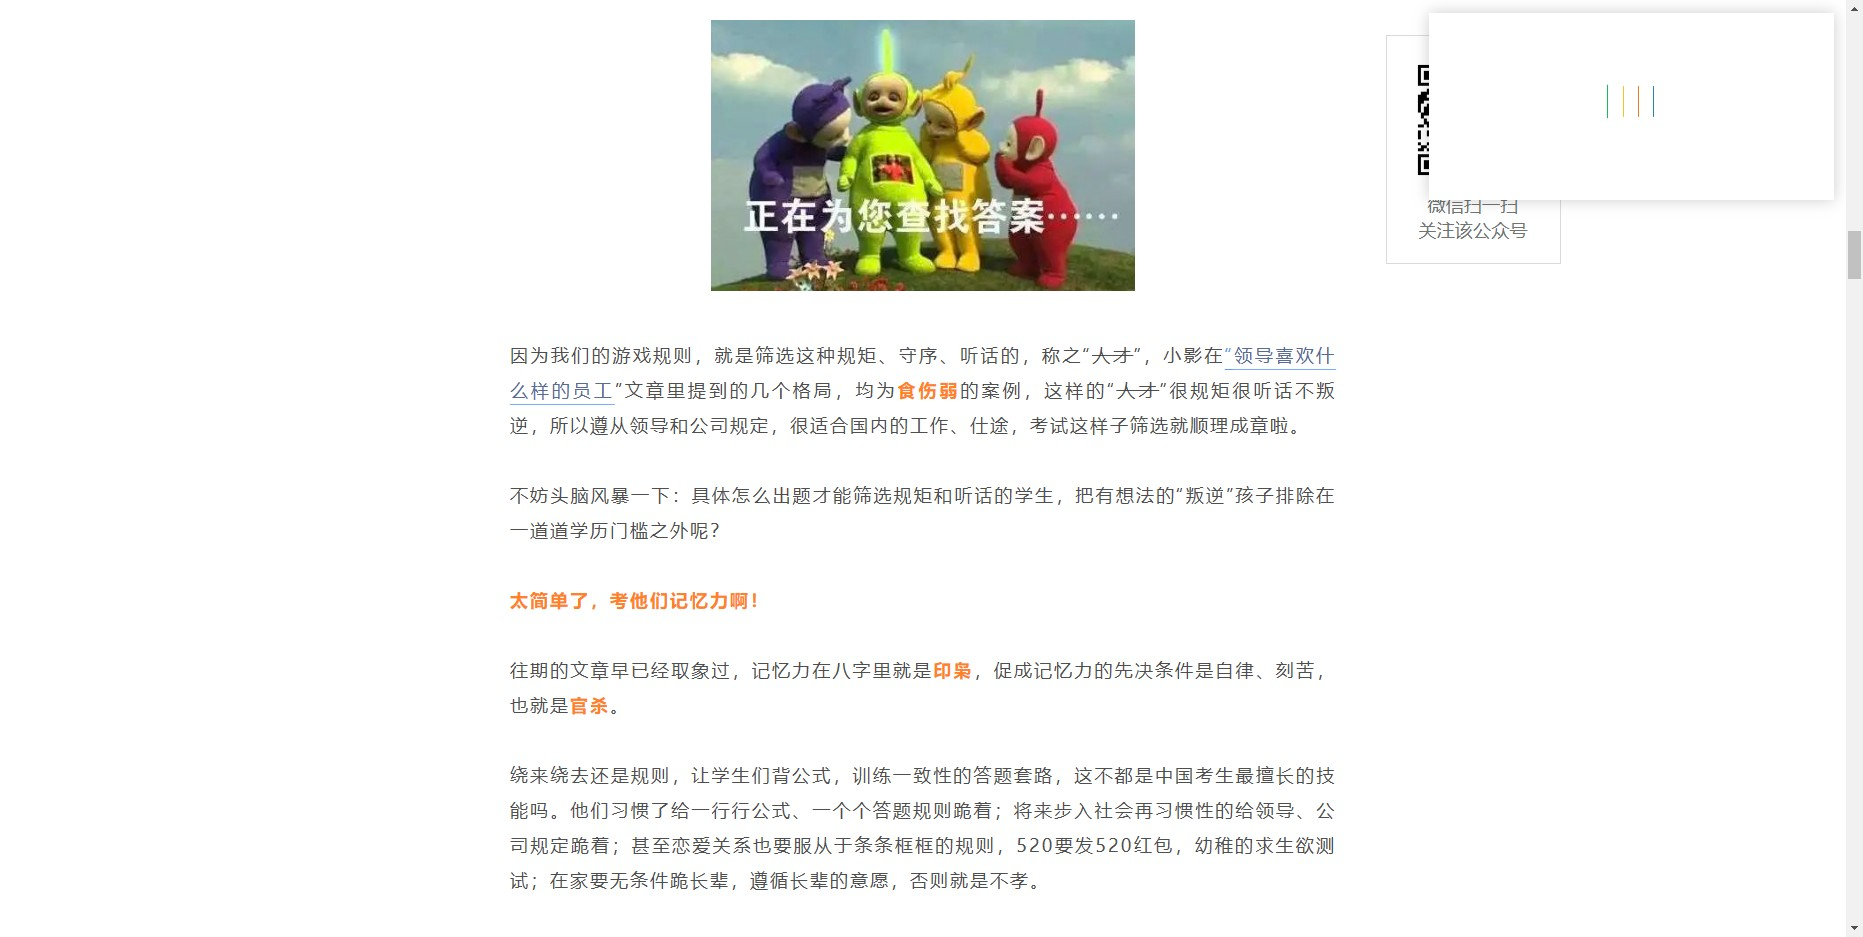 正在为您查找答案……
微信扫一扫
关注该公众号
因为我们的游戏规则，就是筛选这种规矩、守序、听话的，称之“人才”，小影在“领导喜欢什
么样的员工”文章里提到的几个格局，均为食伤弱的案例，这样的“人才”很规矩很听话不叛
逆，所以遵从领导和公司规定，很适合国内的工作、仕途，考试这样子筛选就顺理成章啦。
不妨头脑风暴一下：具体怎么出题才能筛选规矩和听话的学生，把有想法的“叛逆”孩子排除在
一道道学历门槛之外呢？
太简单了，考他们记忆力啊！
往期的文章早已经取象过，记忆力在八字里就是印枭，促成记忆力的先决条件是自律、刻苦，
也就是官杀。
绕来绕去还是规则，让学生们背公式，训练一致性的答题套路，这不都是中国考生最擅长的技
能吗。他们习惯了给一行行公式、一个个答题规则跪着；将来步入社会再习惯性的给领导、公
司规定跪着；甚至恋爱关系也要服从于条条框框的规则，520要发520红包，幼稚的求生欲测
试；在家要无条件跪长辈，遵循长辈的意愿，否则就是不孝。